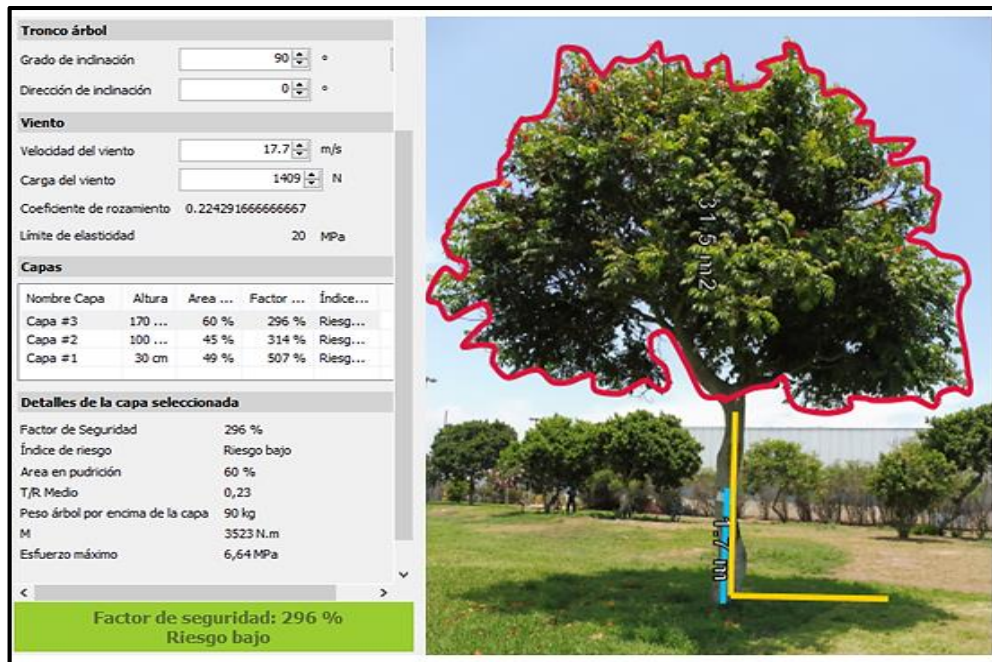 Tronco árbol
Grado de inclinación 90 °
Dirección de inclinación 0 °
Viento
Velocidad del viento 17.7 m/s
Carga del viento 1409 N
Coeficiente de rozamiento 0.224291666666667
Límite de elasticidad 20 MPa
Capas
Nombre Capa Altura Area ... Factor ... Índice...
Capa #3 170 ... 60 % 296 % Riesg...
Capa #2 100 ... 45 % 314 % Riesg...
Capa #1 30 cm 49 % 507 % Riesg...
Detalles de la capa seleccionada
Factor de Seguridad 296 %
Índice de riesgo Riesgo bajo
Area en pudrición 60 %
T/R Medio 0,23
Peso árbol por encima de la capa 90 kg
M 3523 N.m
Esfuerzo máximo 6,64 MPa
Factor de seguridad: 296 %
Riesgo bajo
31.5 m2
1.7 m